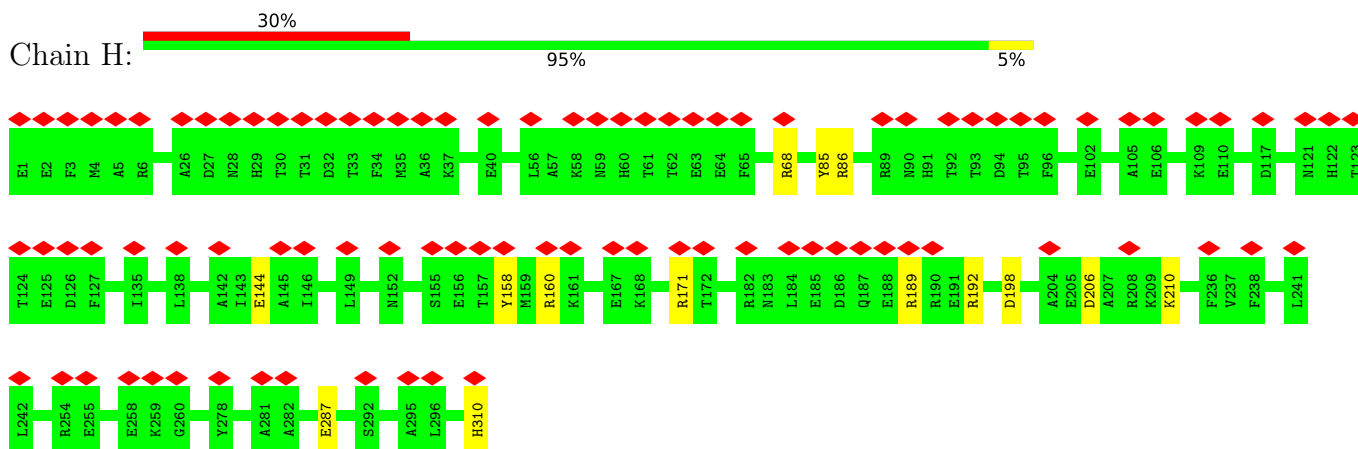 30%
Chain H:
95% 5%
E1 E2 F3 M4 A5 R6 A26 D27 N28 H29 T30 T31 D32 T33 F34 M35 A36 K37 E40 L56 A57 K58 N59 H60 T61 T62 E63 E64 F65 R68 Y85 R86 R89 N90 H91 T92 T93 D94 T95 F96 E102 A105 E106 K109 E110 D117 N121 H122 T123
T124 E125 D126 F127 I135 L138 A142 I143 E144 A145 I146 L149 N152 S155 E156 T157 Y158 M159 R160 K161 E167 K168 R171 T172 R182 N183 L184 E185 D186 Q187 E188 R189 R190 E191 R192 D198 A204 E205 D206 A207 R208 K209 K210 F236 V237 F238 L241
L242 R254 E255 E258 K259 G260 Y278 A281 A282 E287 S292 A295 L296 H310